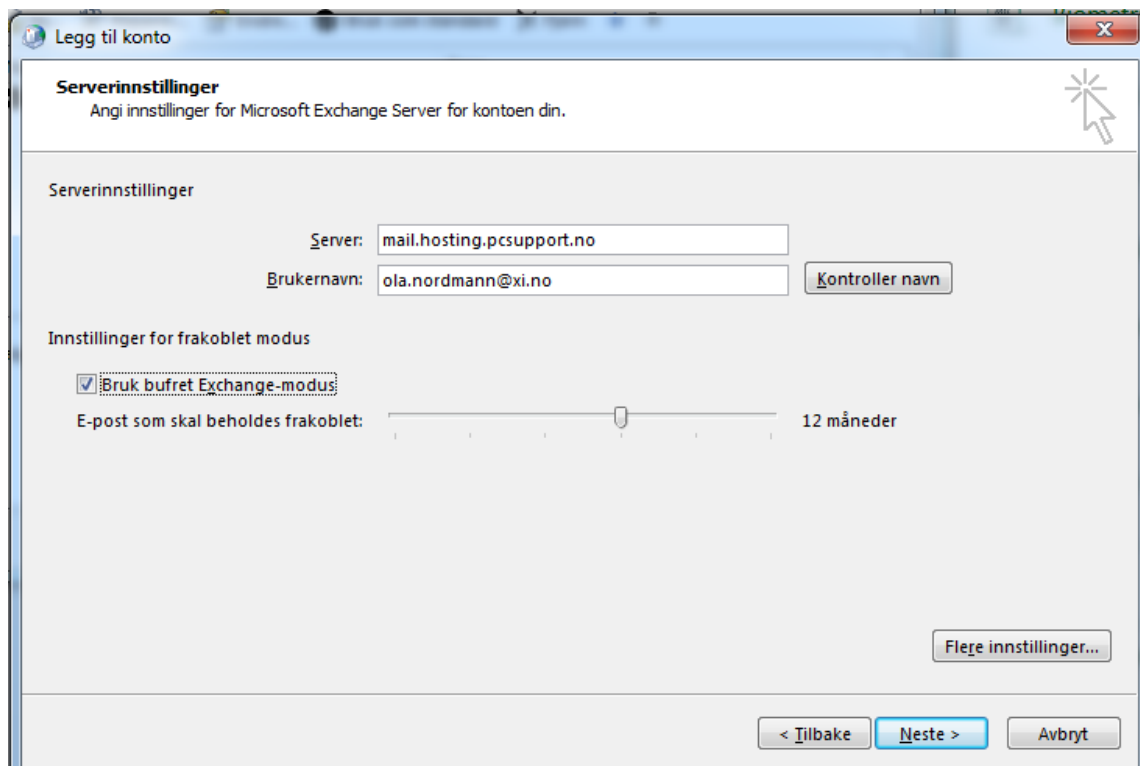 Legg til konto
Serverinnstillinger
Angi innstillinger for Microsoft Exchange Server for kontoen din.
Serverinnstillinger
Server: mail.hosting.pcsupport.no
Brukernavn: ola.nordmann@xi.no Kontroller navn
Innstillinger for frakoblet modus
Bruk bufret Exchange-modus
E-post som skal beholdes frakoblet: 12 måneder
Flere innstillinger...
< Tilbake Neste > Avbryt